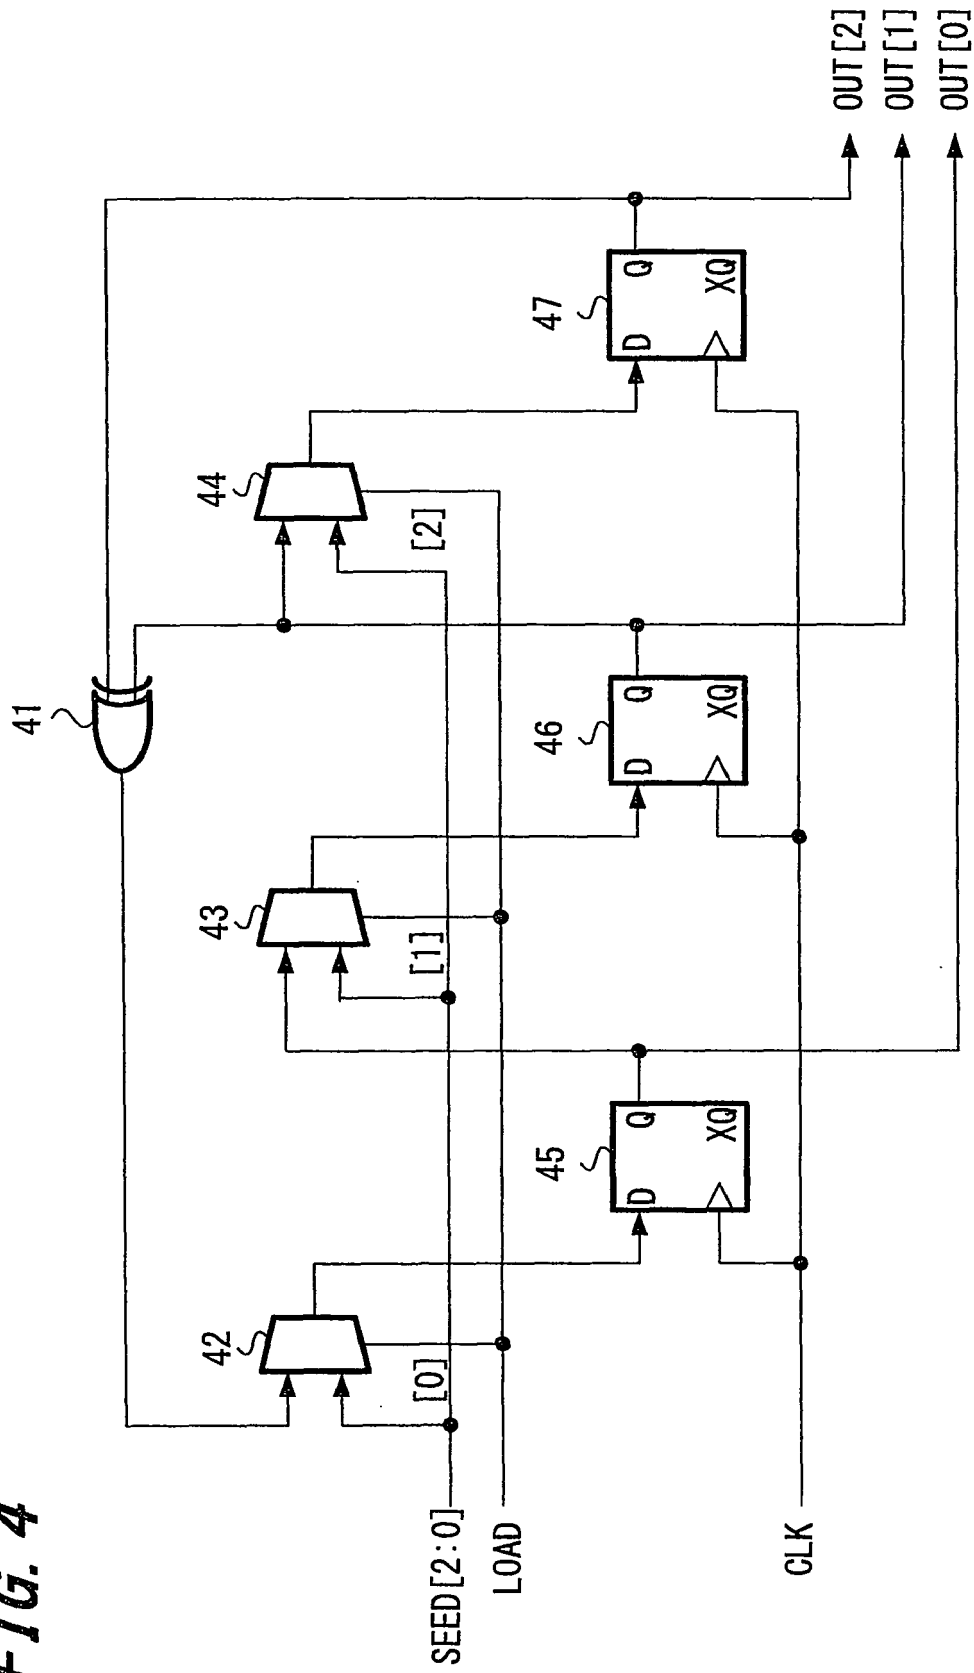 FIG. 4
41
OUT[2]
OUT[1]
OUT[0]
42
43
44
[0]
[1]
[2]
SEED[2:0]
LOAD
45
D
Q
XQ
46
D
Q
XQ
47
D
Q
XQ
CLK